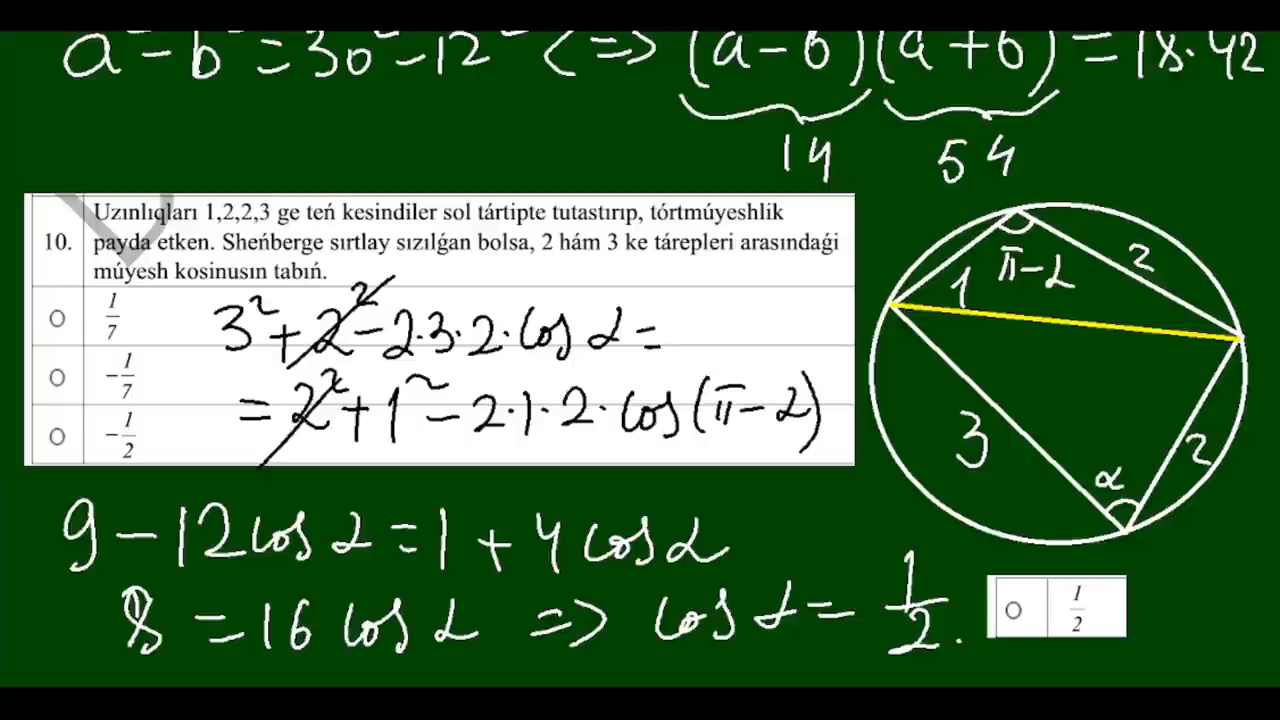 a² - b² = 30² - 12² <=> (a - b)(a + b) = 18·42
14 54
Uzınlıqları 1,2,2,3 ge teń kesindiler sol tártipte tutastırıp, tórtmúyeshlik
10. payda etken. Sheńberge sırtlay sızılǵan bolsa, 2 hám 3 ke tárepleri arasındaǵi
múyesh kosinusın tabıń.
1/7
-1/7
-1/2
3² + 2² - 2·3·2·cos α =
= 2² + 1² - 2·1·2·cos(π - α)
1 π - α 2
3 α 2
9 - 12 cos α = 1 + 4 cos α
8 = 16 cos α => cos α = 1/2.
1/2